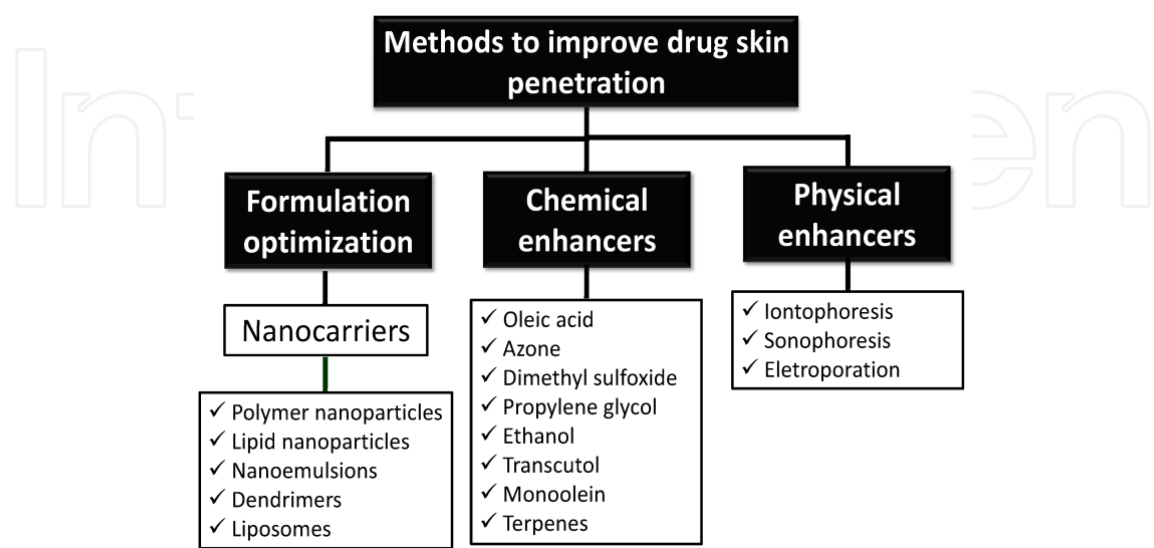 Methods to improve drug skin
penetration
Formulation
optimization
Chemical
enhancers
Physical
enhancers
Nanocarriers
✓ Polymer nanoparticles
✓ Lipid nanoparticles
✓ Nanoemulsions
✓ Dendrimers
✓ Liposomes
✓ Oleic acid
✓ Azone
✓ Dimethyl sulfoxide
✓ Propylene glycol
✓ Ethanol
✓ Transcutol
✓ Monoolein
✓ Terpenes
✓ Iontophoresis
✓ Sonophoresis
✓ Eletroporation